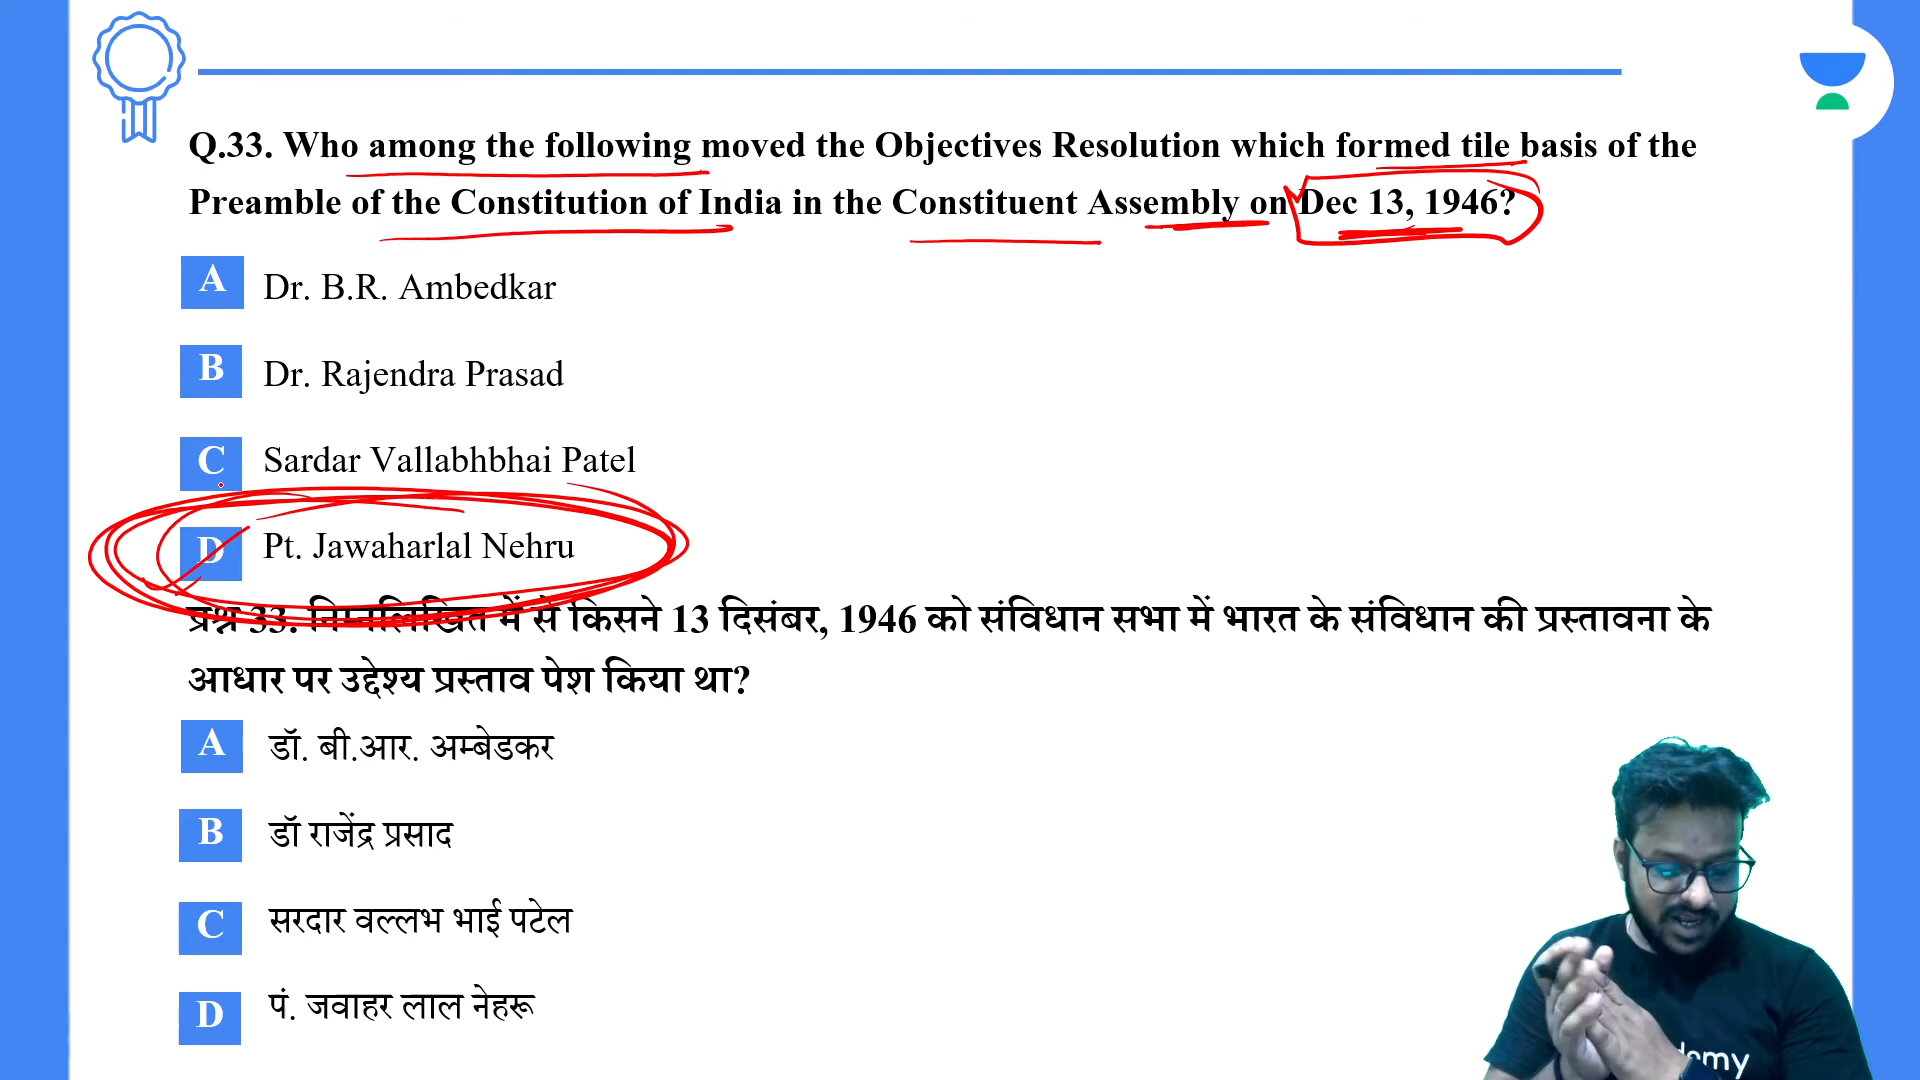 Q.33. Who among the following moved the Objectives Resolution which formed tile basis of the
Preamble of the Constitution of India in the Constituent Assembly on Dec 13, 1946?
A Dr. B.R. Ambedkar
B Dr. Rajendra Prasad
C Sardar Vallabhbhai Patel
D Pt. Jawaharlal Nehru
प्रश्न 33. निम्नलिखित में से किसने 13 दिसंबर, 1946 को संविधान सभा में भारत के संविधान की प्रस्तावना के
आधार पर उद्देश्य प्रस्ताव पेश किया था?
A डॉ. बी.आर. अम्बेडकर
B डॉ राजेंद्र प्रसाद
C सरदार वल्लभ भाई पटेल
D पं. जवाहर लाल नेहरू